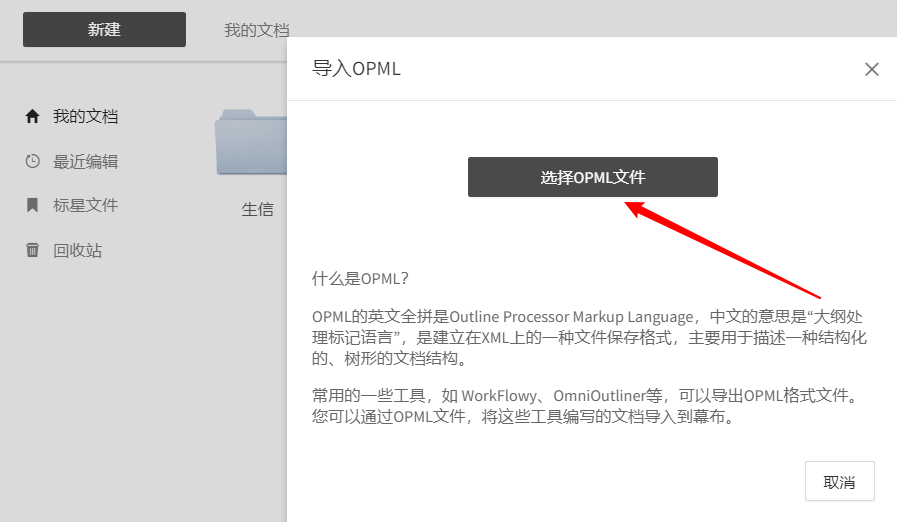 新建
我的文档
我的文档
最近编辑
标星文件
回收站
生信
导入OPML
选择OPML文件
什么是OPML?
OPML的英文全拼是Outline Processor Markup Language，中文的意思是“大纲处
理标记语言”，是建立在XML上的一种文件保存格式，主要用于描述一种结构化
的、树形的文档结构。
常用的一些工具，如 WorkFlowy、OmniOutliner等，可以导出OPML格式文件。
您可以通过OPML文件，将这些工具编写的文档导入到幕布。
取消